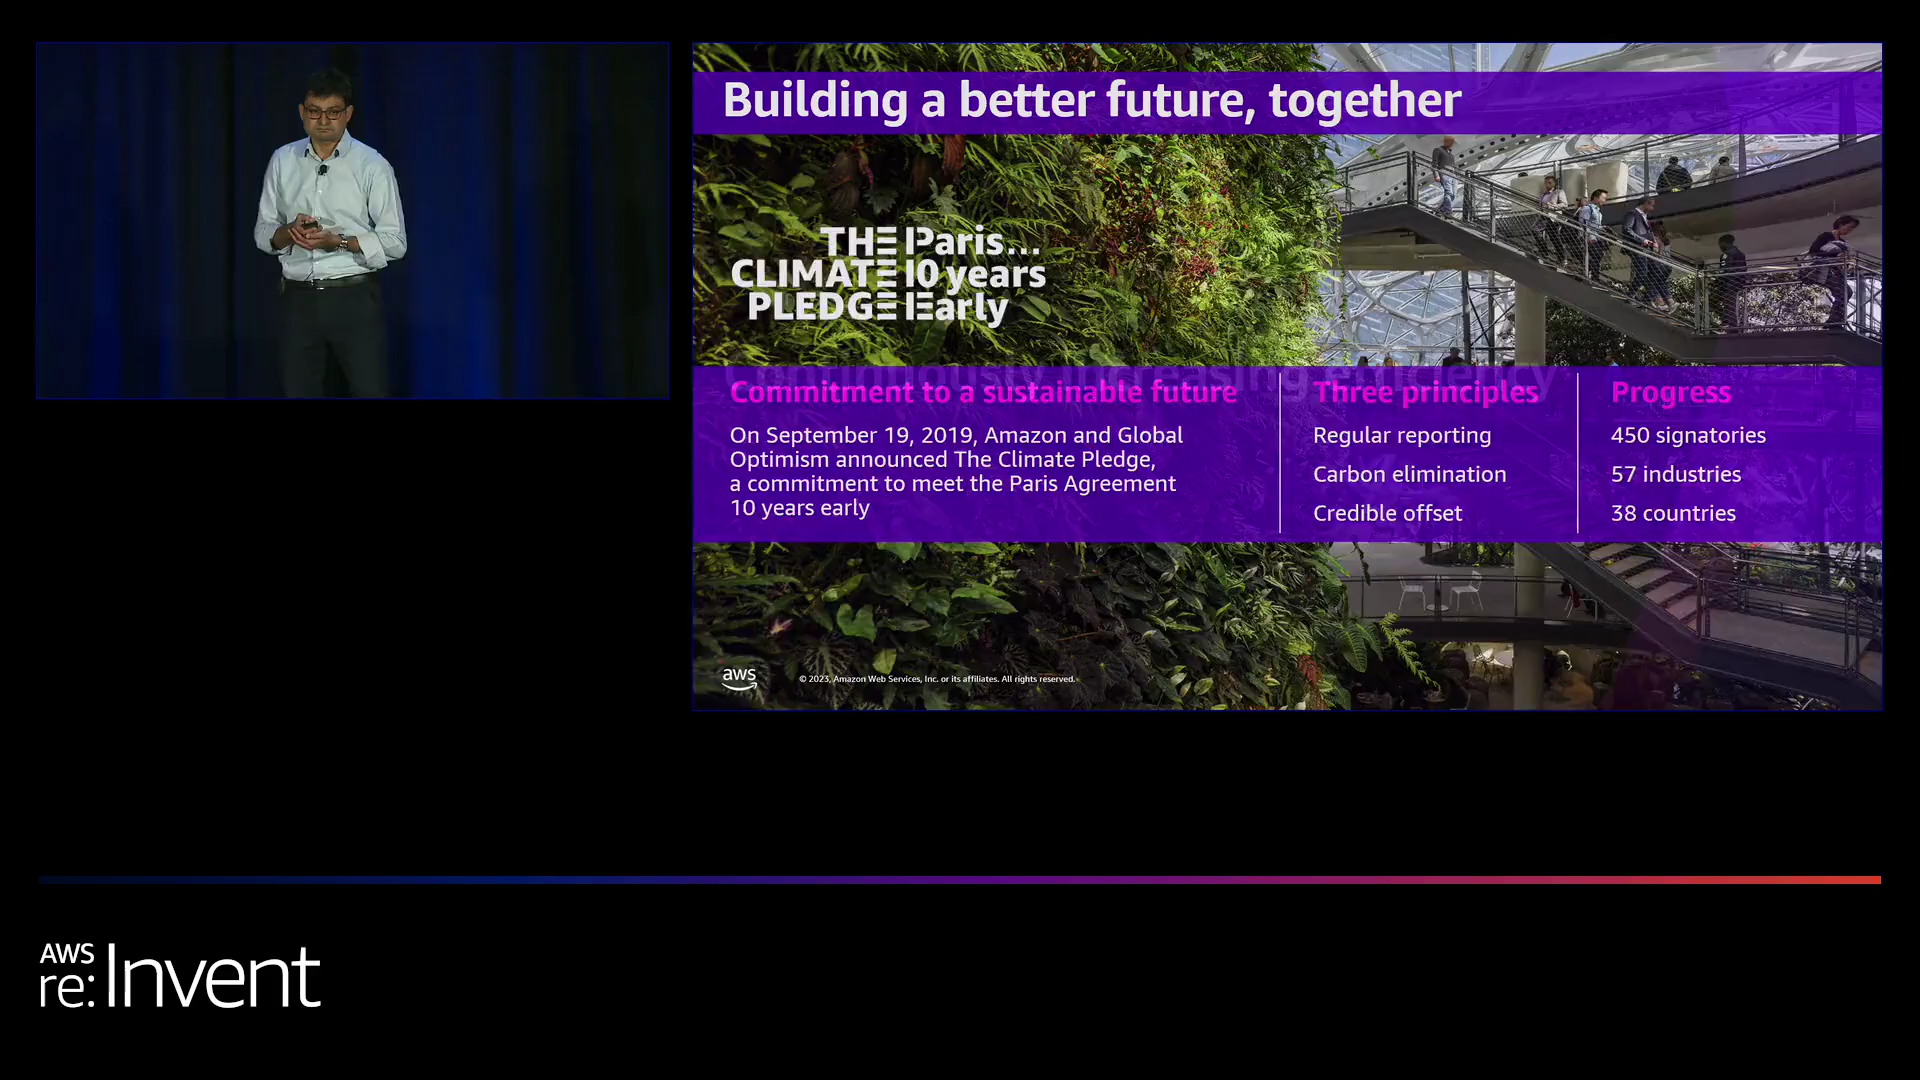 Building a better future, together
THE Paris...
CLIMATE 10 years
PLEDGE Early
Continuously increasing efficiency
Commitment to a sustainable future
On September 19, 2019, Amazon and Global
Optimism announced The Climate Pledge,
a commitment to meet the Paris Agreement
10 years early
Three principles
Regular reporting
Carbon elimination
Credible offset
Progress
450 signatories
57 industries
38 countries
aws
© 2023, Amazon Web Services, Inc. or its affiliates. All rights reserved.
AWS
re:Invent